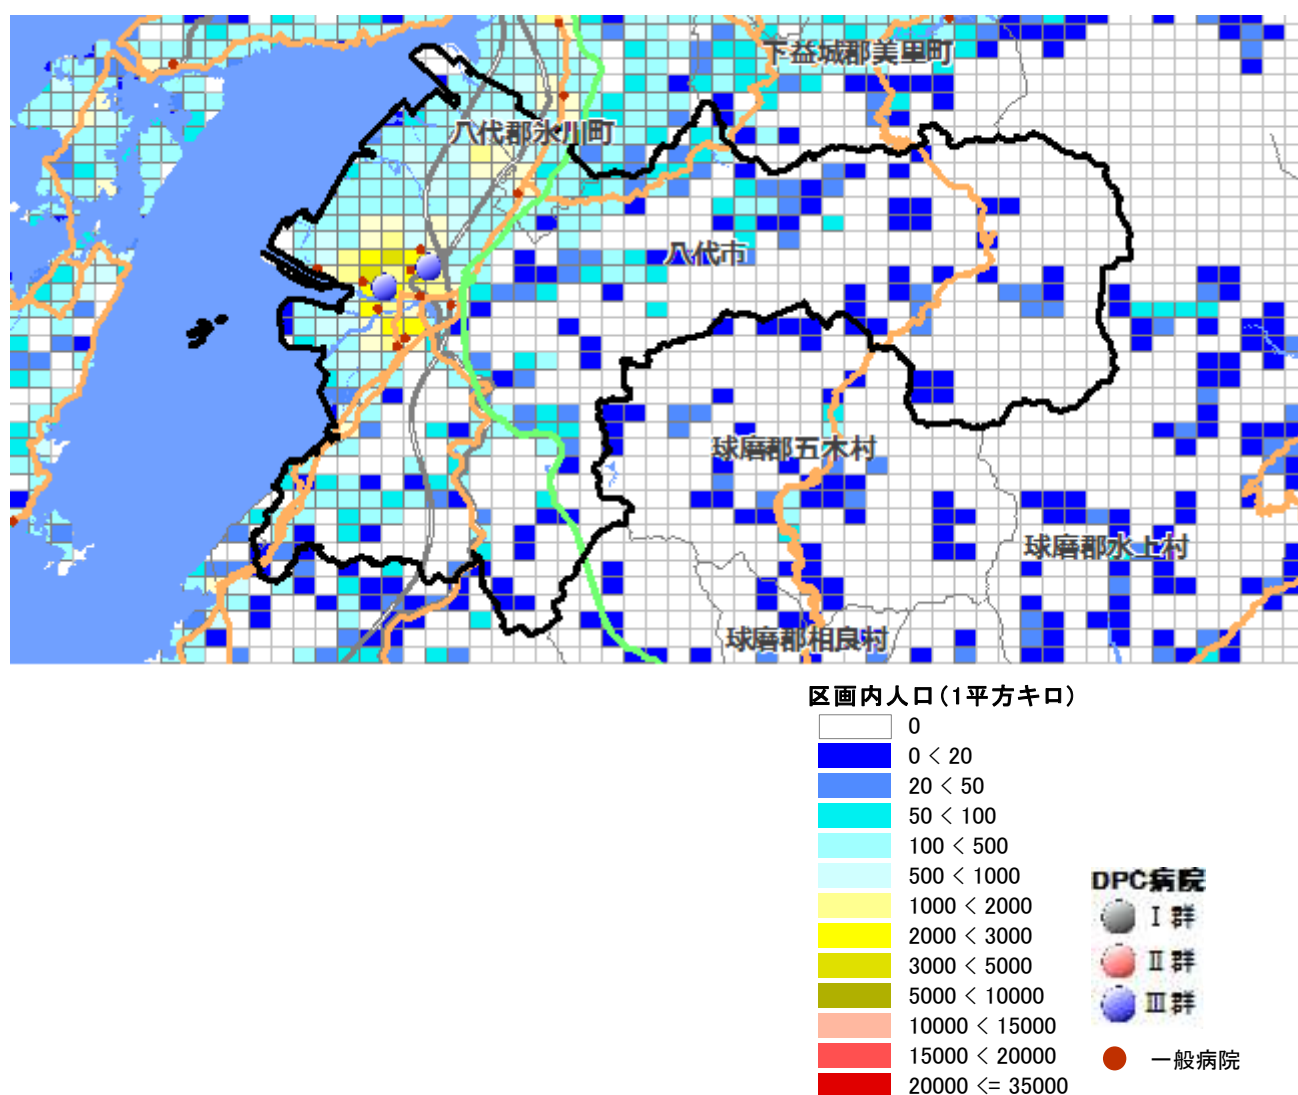 下益城郡美里町
八代郡氷川町
八代市
球磨郡五木村
球磨郡水上村
球磨郡相良村
区画内人口(1平方キロ)
0
0 < 20
20 < 50
50 < 100
100 < 500
500 < 1000
1000 < 2000
2000 < 3000
3000 < 5000
5000 < 10000
10000 < 15000
15000 < 20000
20000 <= 35000
DPC病院
Ⅰ群
Ⅱ群
Ⅲ群
一般病院